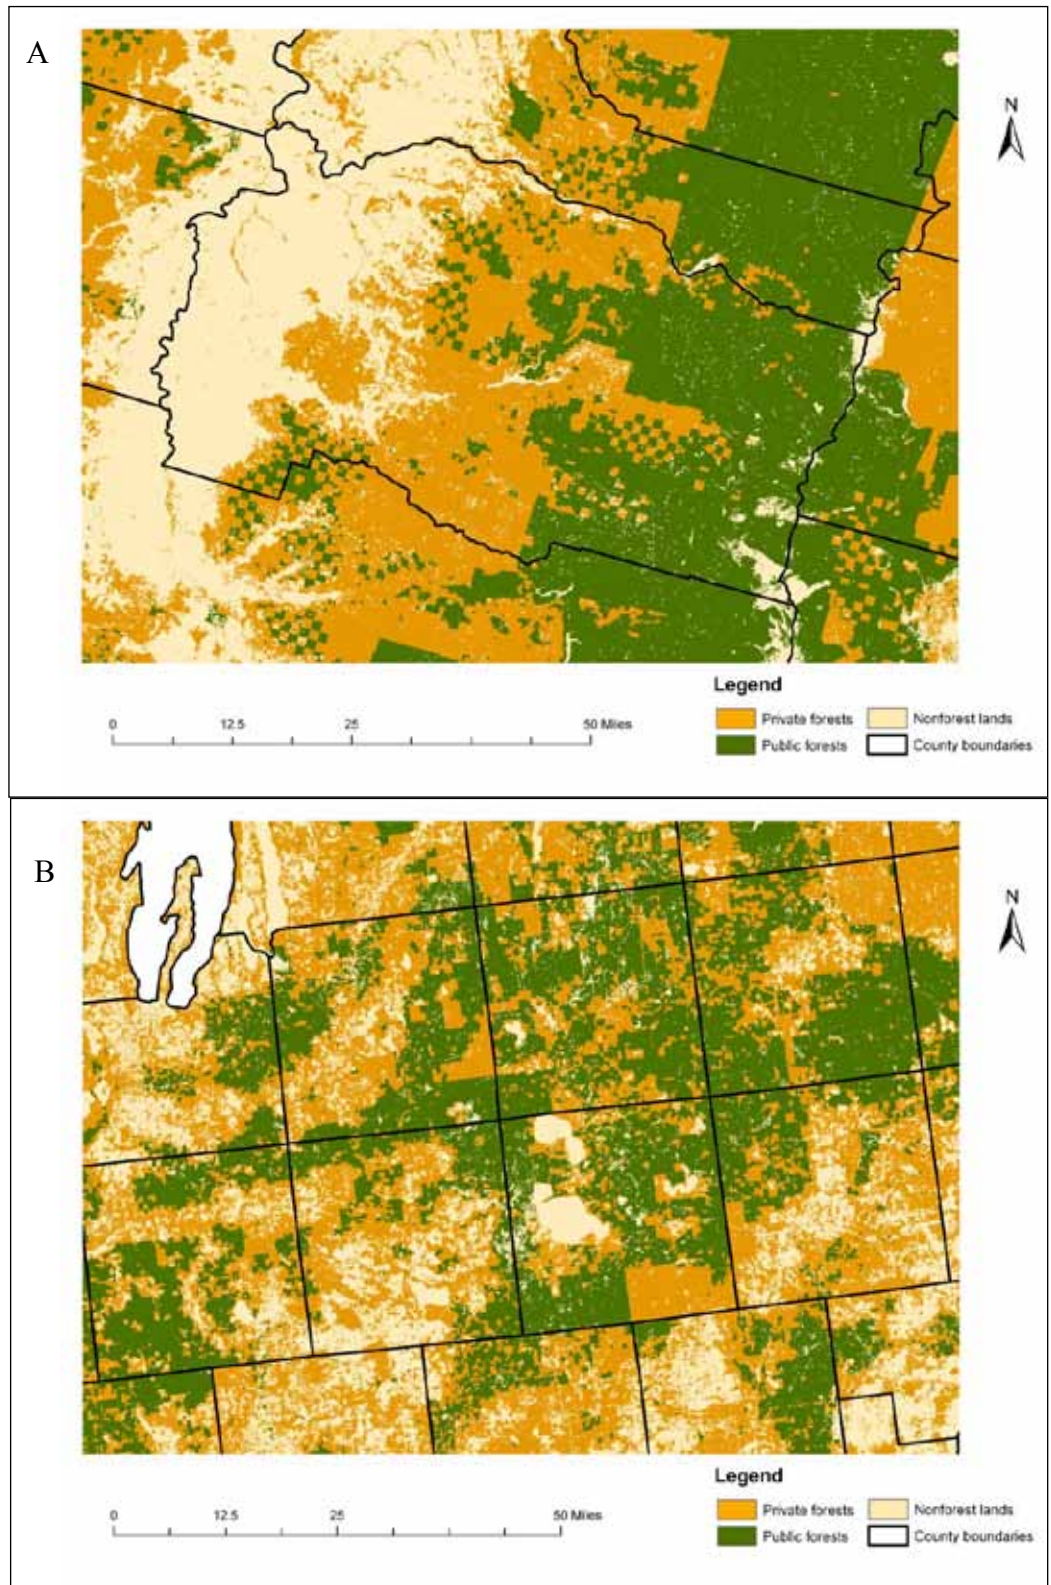 A
N
Legend
0 12.5 25 50 Miles
Private forests Nonforest lands
Public forests County boundaries
B
N
Legend
0 12.5 25 50 Miles
Private forests Nonforest lands
Public forests County boundaries